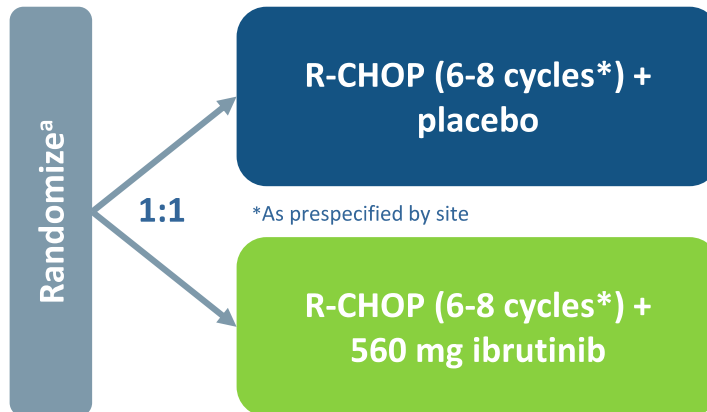 Randomizeᵃ
R-CHOP (6-8 cycles*) +
placebo
1:1
*As prespecified by site
R-CHOP (6-8 cycles*) +
560 mg ibrutinib